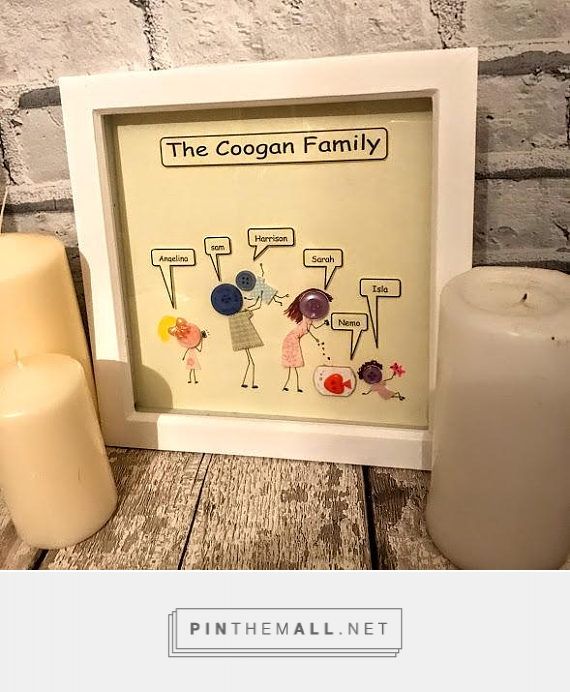 The Coogan Family
Angelina
sam
Harrison
Sarah
Isla
Nemo
PINTHEMALL.NET